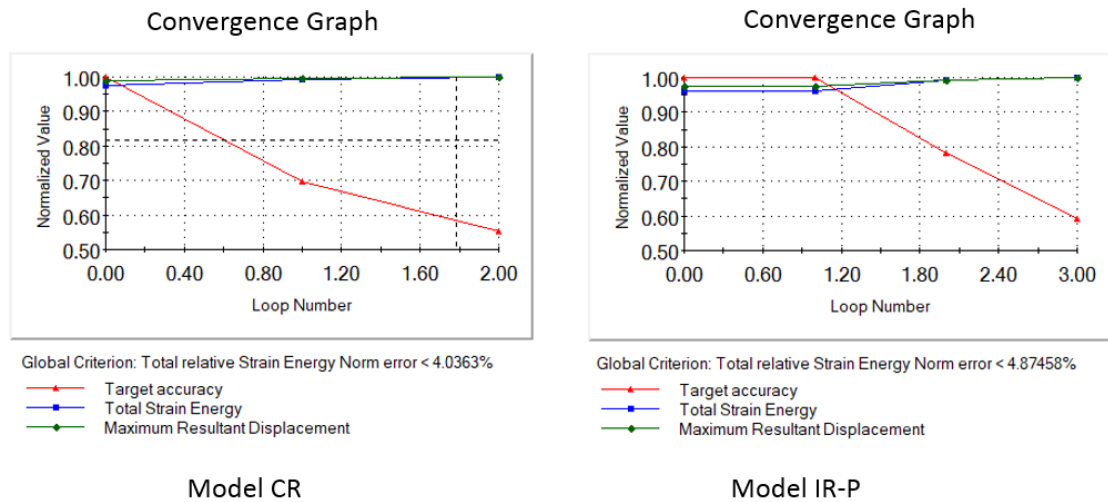 Convergence Graph
Normalized Value
1.00
0.90
0.80
0.70
0.60
0.50
0.00 0.40 0.80 1.20 1.60 2.00
Loop Number
Global Criterion: Total relative Strain Energy Norm error < 4.0363%
Target accuracy
Total Strain Energy
Maximum Resultant Displacement
Model CR
Convergence Graph
Normalized Value
1.00
0.90
0.80
0.70
0.60
0.50
0.00 0.60 1.20 1.80 2.40 3.00
Loop Number
Global Criterion: Total relative Strain Energy Norm error < 4.87458%
Target accuracy
Total Strain Energy
Maximum Resultant Displacement
Model IR-P